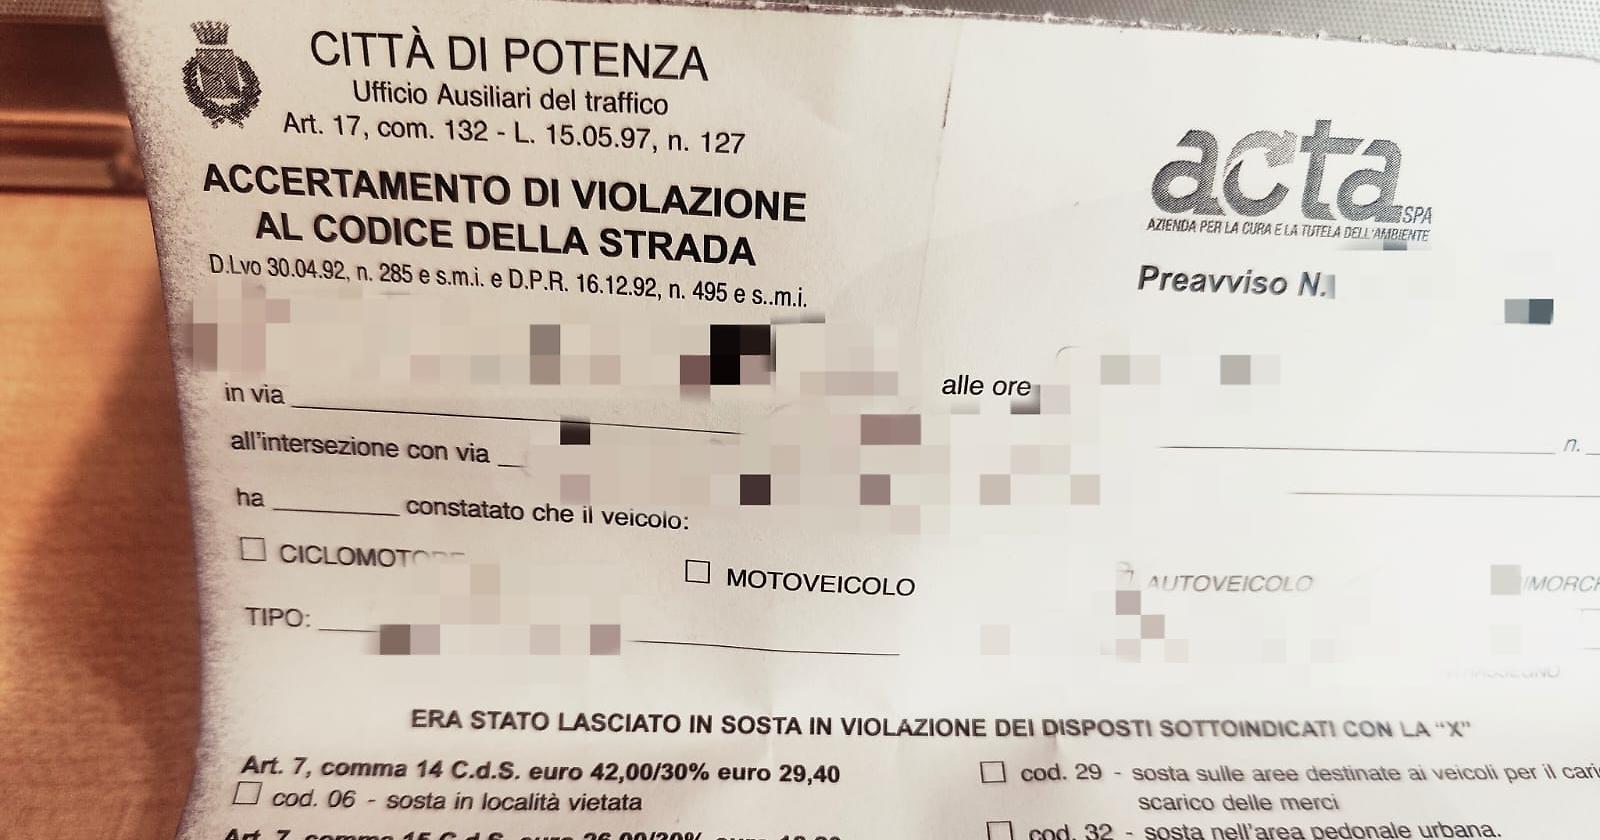 CITTÀ DI POTENZA
Ufficio Ausiliari del traffico
Art. 17, com. 132 - L. 15.05.97, n. 127
ACCERTAMENTO DI VIOLAZIONE
AL CODICE DELLA STRADA
D.Lvo 30.04.92, n. 285 e s.m.i. e D.P.R. 16.12.92, n. 495 e s..m.i.
acta SPA
AZIENDA PER LA CURA E LA TUTELA DELL'AMBIENTE
Preavviso N.
alle ore
in via
n.
all'intersezione con via
ha constatato che il veicolo:
CICLOMOTORE
MOTOVEICOLO
AUTOVEICOLO
TIPO:
ERA STATO LASCIATO IN SOSTA IN VIOLAZIONE DEI DISPOSTI SOTTOINDICATI CON LA "X"
Art. 7, comma 14 C.d.S. euro 42,00/30% euro 29,40
cod. 06 - sosta in località vietata
cod. 29 - sosta sulle aree destinate ai veicoli per il
scarico delle merci
cod. 32 - sosta nell'area pedonale urbana.